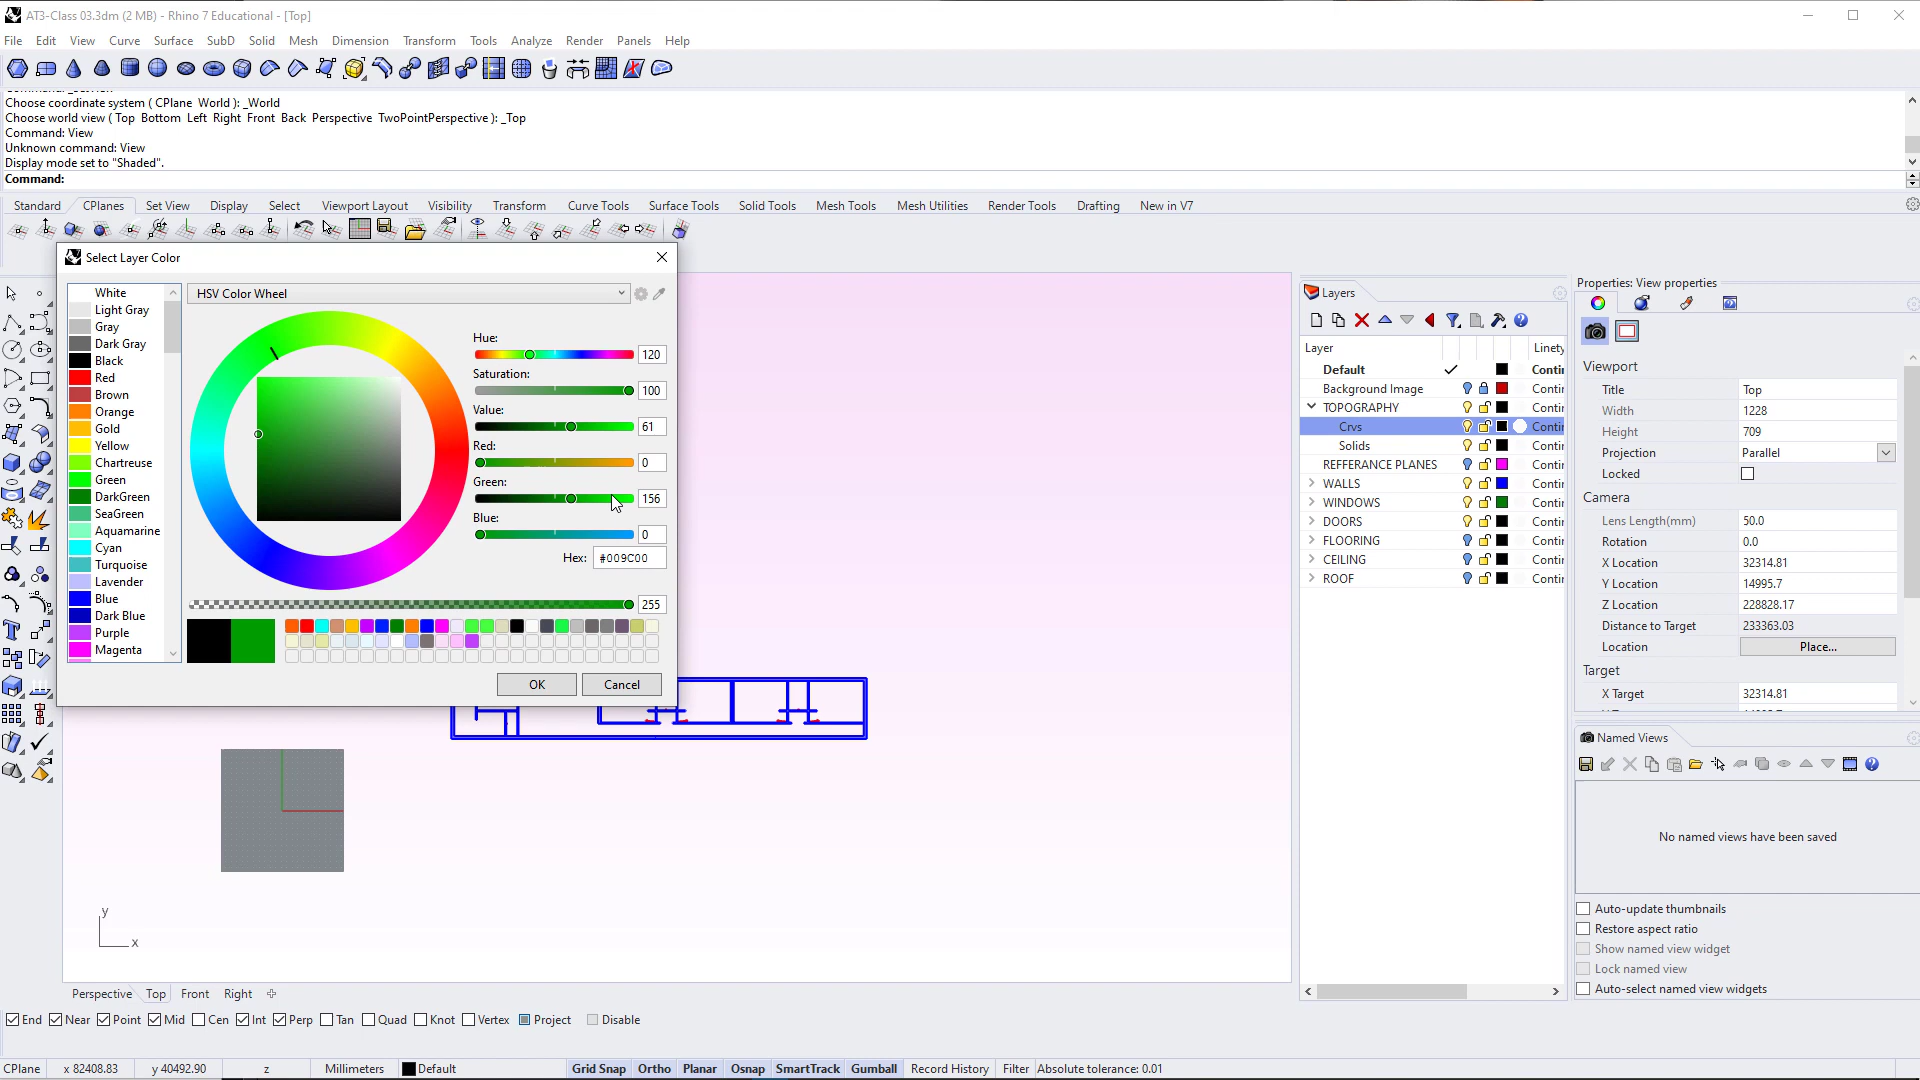 AT3-Class 03.3dm (2 MB) - Rhino 7 Educational - [Top]
File Edit View Curve Surface SubD Solid Mesh Dimension Transform Tools Analyze Render Panels Help
Choose coordinate system ( CPlane World ): _World
Choose world view ( Top Bottom Left Right Front Back Perspective TwoPointPerspective ): _Top
Command: View
Unknown command: View
Display mode set to "Shaded".
Command:
Standard CPlanes Set View Display Select Viewport Layout Visibility Transform Curve Tools Surface Tools Solid Tools Mesh Tools Mesh Utilities Render Tools Drafting New in V7
Select Layer Color
White
Light Gray
Gray
Dark Gray
Black
Red
Brown
Orange
Gold
Yellow
Chartreuse
Green
DarkGreen
SeaGreen
Aquamarine
Cyan
Turquoise
Lavender
Blue
Dark Blue
Purple
Magenta
HSV Color Wheel
Hue:
120
Saturation:
100
Value:
61
Red:
0
Green:
156
Blue:
0
Hex: #009C00
255
OK Cancel
y
x
Perspective Top Front Right
Layers
Layer Linety
Default Contin
Background Image Contin
TOPOGRAPHY Contin
Crvs Contin
Solids Contin
REFFERANCE PLANES Contin
WALLS Contin
WINDOWS Contin
DOORS Contin
FLOORING Contin
CEILING Contin
ROOF Contin
Properties: View properties
Viewport
Title Top
Width 1228
Height 709
Projection Parallel
Locked
Camera
Lens Length(mm) 50.0
Rotation 0.0
X Location 32314.81
Y Location 14995.7
Z Location 228828.17
Distance to Target 233363.03
Location Place...
Target
X Target 32314.81
Named Views
No named views have been saved
Auto-update thumbnails
Restore aspect ratio
Show named view widget
Lock named view
Auto-select named view widgets
End Near Point Mid Cen Int Perp Tan Quad Knot Vertex Project Disable
CPlane x 82408.83 y 40492.90 z Millimeters Default Grid Snap Ortho Planar Osnap SmartTrack Gumball Record History Filter Absolute tolerance: 0.01